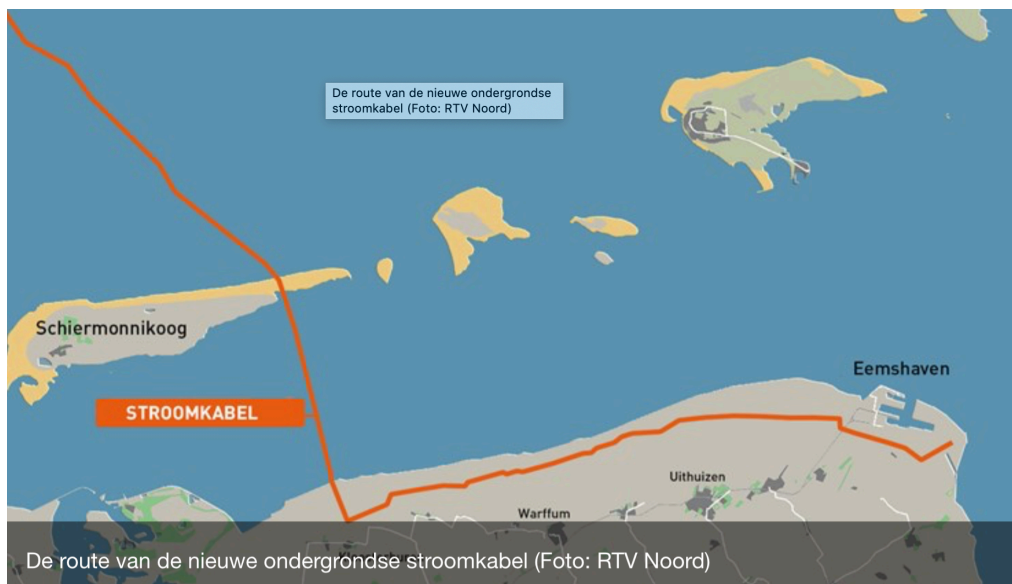 De route van de nieuwe ondergrondse
stroomkabel (Foto: RTV Noord)
Schiermonnikoog
Eemshaven
STROOMKABEL
Uithuizen
Warffum
De route van de nieuwe ondergrondse stroomkabel (Foto: RTV Noord)